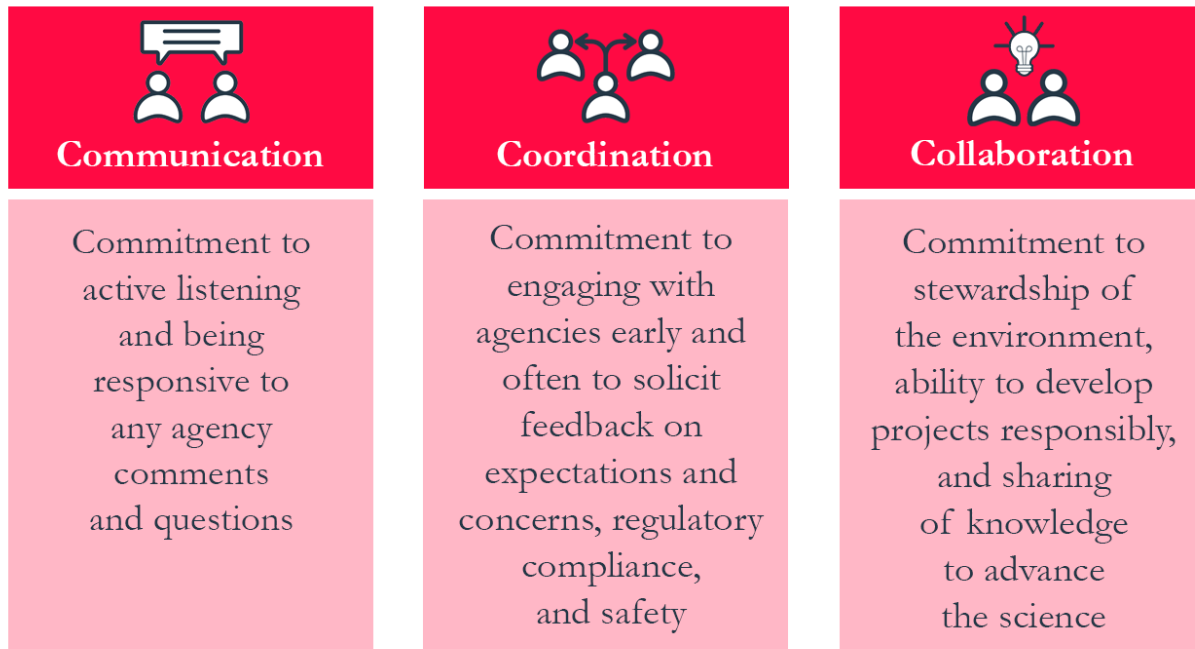 Communication
Commitment to
active listening
and being
responsive to
any agency
comments
and questions
Coordination
Commitment to
engaging with
agencies early and
often to solicit
feedback on
expectations and
concerns, regulatory
compliance,
and safety
Collaboration
Commitment to
stewardship of
the environment,
ability to develop
projects responsibly,
and sharing
of knowledge
to advance
the science